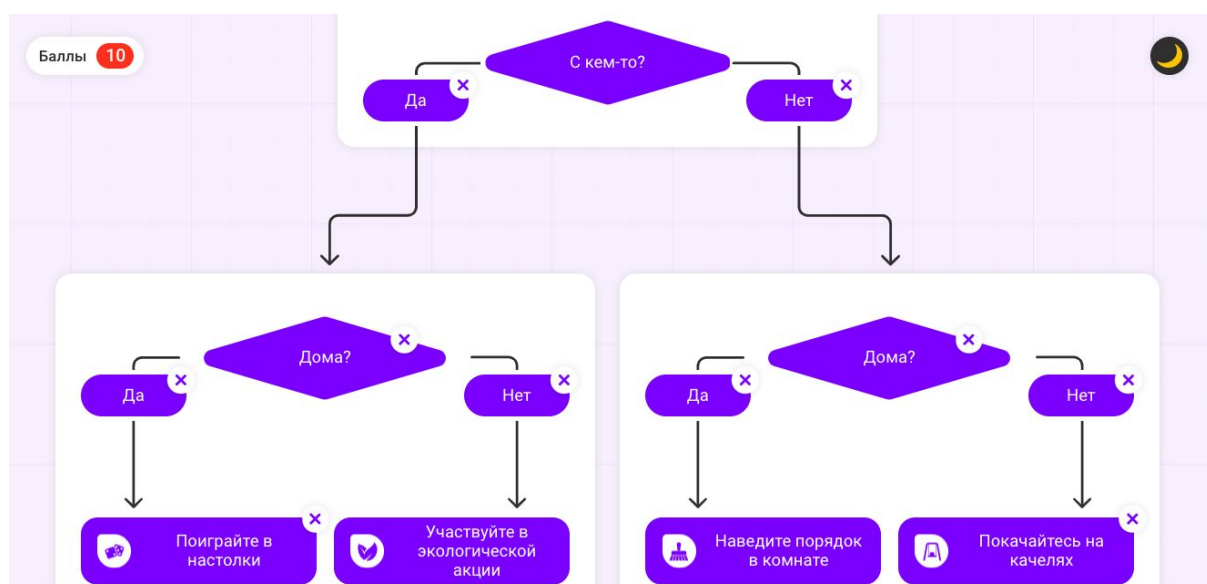 Баллы 10
С кем-то?
Да
Нет
Дома?
Дома?
Да
Нет
Да
Нет
Поиграйте в
настолки
Участвуйте в
экологической
акции
Наведите порядок
в комнате
Покачайтесь на
качелях